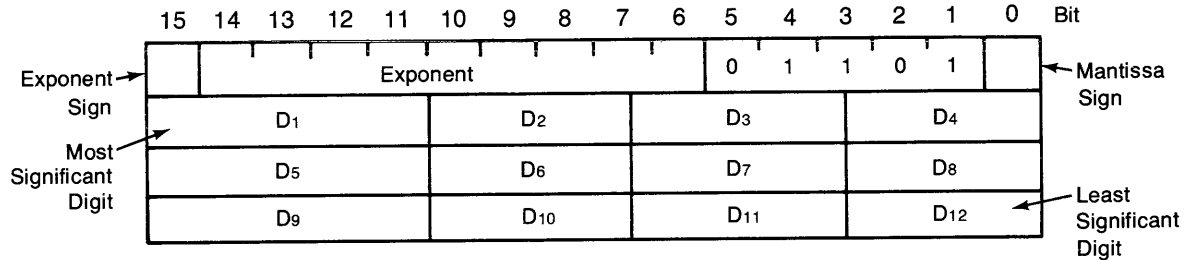 15 14 13 12 11 10 9 8 7 6 5 4 3 2 1 0 Bit
Exponent Sign
Exponent
0 1 1 0 1
Mantissa Sign
D1 D2 D3 D4
Most Significant Digit
D5 D6 D7 D8
D9 D10 D11 D12
Least Significant Digit